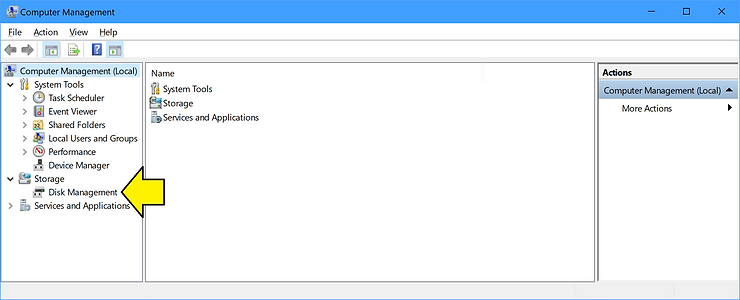 Computer Management
File Action View Help
Computer Management (Local)
System Tools
Task Scheduler
Event Viewer
Shared Folders
Local Users and Groups
Performance
Device Manager
Storage
Disk Management
Services and Applications
Name
System Tools
Storage
Services and Applications
Actions
Computer Management (Local)
More Actions